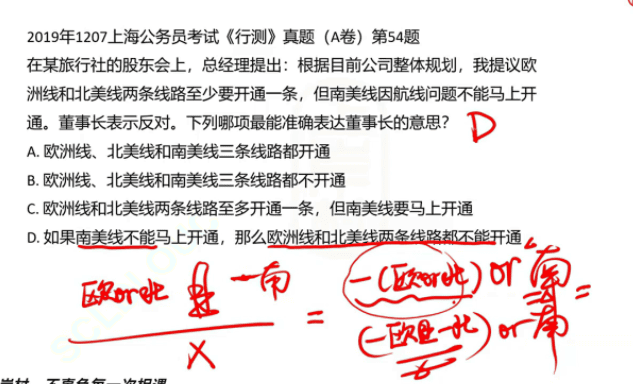 2019年1207上海公务员考试《行测》真题（A卷）第54题
在某旅行社的股东会上，总经理提出：根据目前公司整体规划，我提议欧
洲线和北美线两条线路至少要开通一条，但南美线因航线问题不能马上开
通。董事长表示反对。下列哪项最能准确表达董事长的意思？ D
A. 欧洲线、北美线和南美线三条线路都开通
B. 欧洲线、北美线和南美线三条线路都不开通
C. 欧洲线和北美线两条线路至多开通一条，但南美线要马上开通
D. 如果南美线不能马上开通，那么欧洲线和北美线两条线路都不能开通
欧or北 且 一南 = 一(欧or北) or 南 =
X (一欧且一北) or 南
不喜色每一次相遇